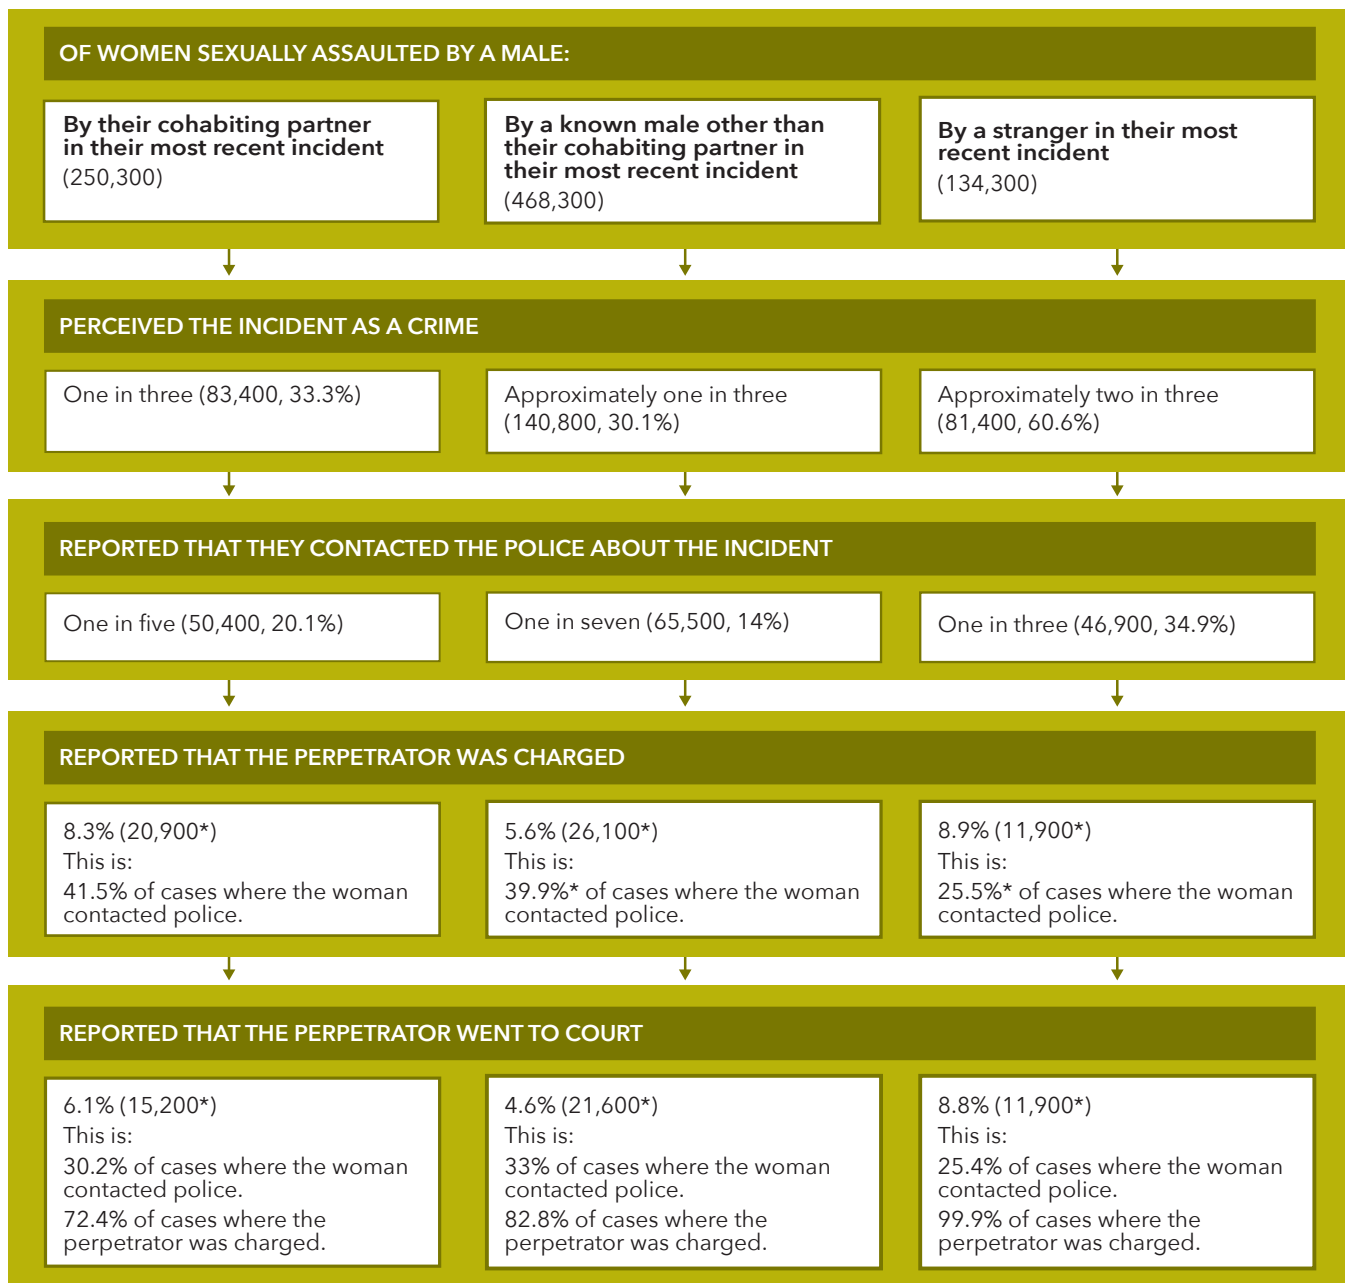 OF WOMEN SEXUALLY ASSAULTED BY A MALE:
By their cohabiting partner
in their most recent incident
(250,300)
By a known male other than
their cohabiting partner in
their most recent incident
(468,300)
By a stranger in their most
recent incident
(134,300)
PERCEIVED THE INCIDENT AS A CRIME
One in three (83,400, 33.3%)
Approximately one in three
(140,800, 30.1%)
Approximately two in three
(81,400, 60.6%)
REPORTED THAT THEY CONTACTED THE POLICE ABOUT THE INCIDENT
One in five (50,400, 20.1%)
One in seven (65,500, 14%)
One in three (46,900, 34.9%)
REPORTED THAT THE PERPETRATOR WAS CHARGED
8.3% (20,900*)
This is:
41.5% of cases where the woman
contacted police.
5.6% (26,100*)
This is:
39.9%* of cases where the woman
contacted police.
8.9% (11,900*)
This is:
25.5%* of cases where the woman
contacted police.
REPORTED THAT THE PERPETRATOR WENT TO COURT
6.1% (15,200*)
This is:
30.2% of cases where the woman
contacted police.
72.4% of cases where the
perpetrator was charged.
4.6% (21,600*)
This is:
33% of cases where the woman
contacted police.
82.8% of cases where the
perpetrator was charged.
8.8% (11,900*)
This is:
25.4% of cases where the woman
contacted police.
99.9% of cases where the
perpetrator was charged.